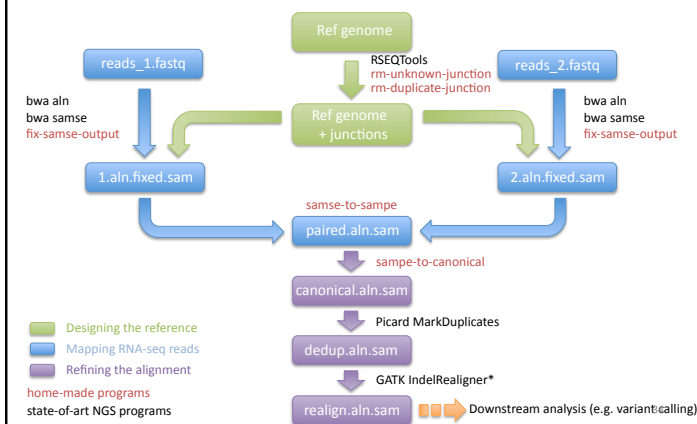 Ref genome
reads_1.fastq
RSEQTools
rm-unknown-junction
rm-duplicate-junction
reads_2.fastq
bwa aln
bwa samse
fix-samse-output
Ref genome
+ junctions
bwa aln
bwa samse
fix-samse-output
1.aln.fixed.sam
2.aln.fixed.sam
samse-to-sampe
paired.aln.sam
sampe-to-canonical
canonical.aln.sam
Picard MarkDuplicates
Designing the reference
Mapping RNA-seq reads
Refining the alignment
dedup.aln.sam
GATK IndelRealigner*
home-made programs
state-of-art NGS programs
realign.aln.sam
Downstream analysis (e.g. variant calling)